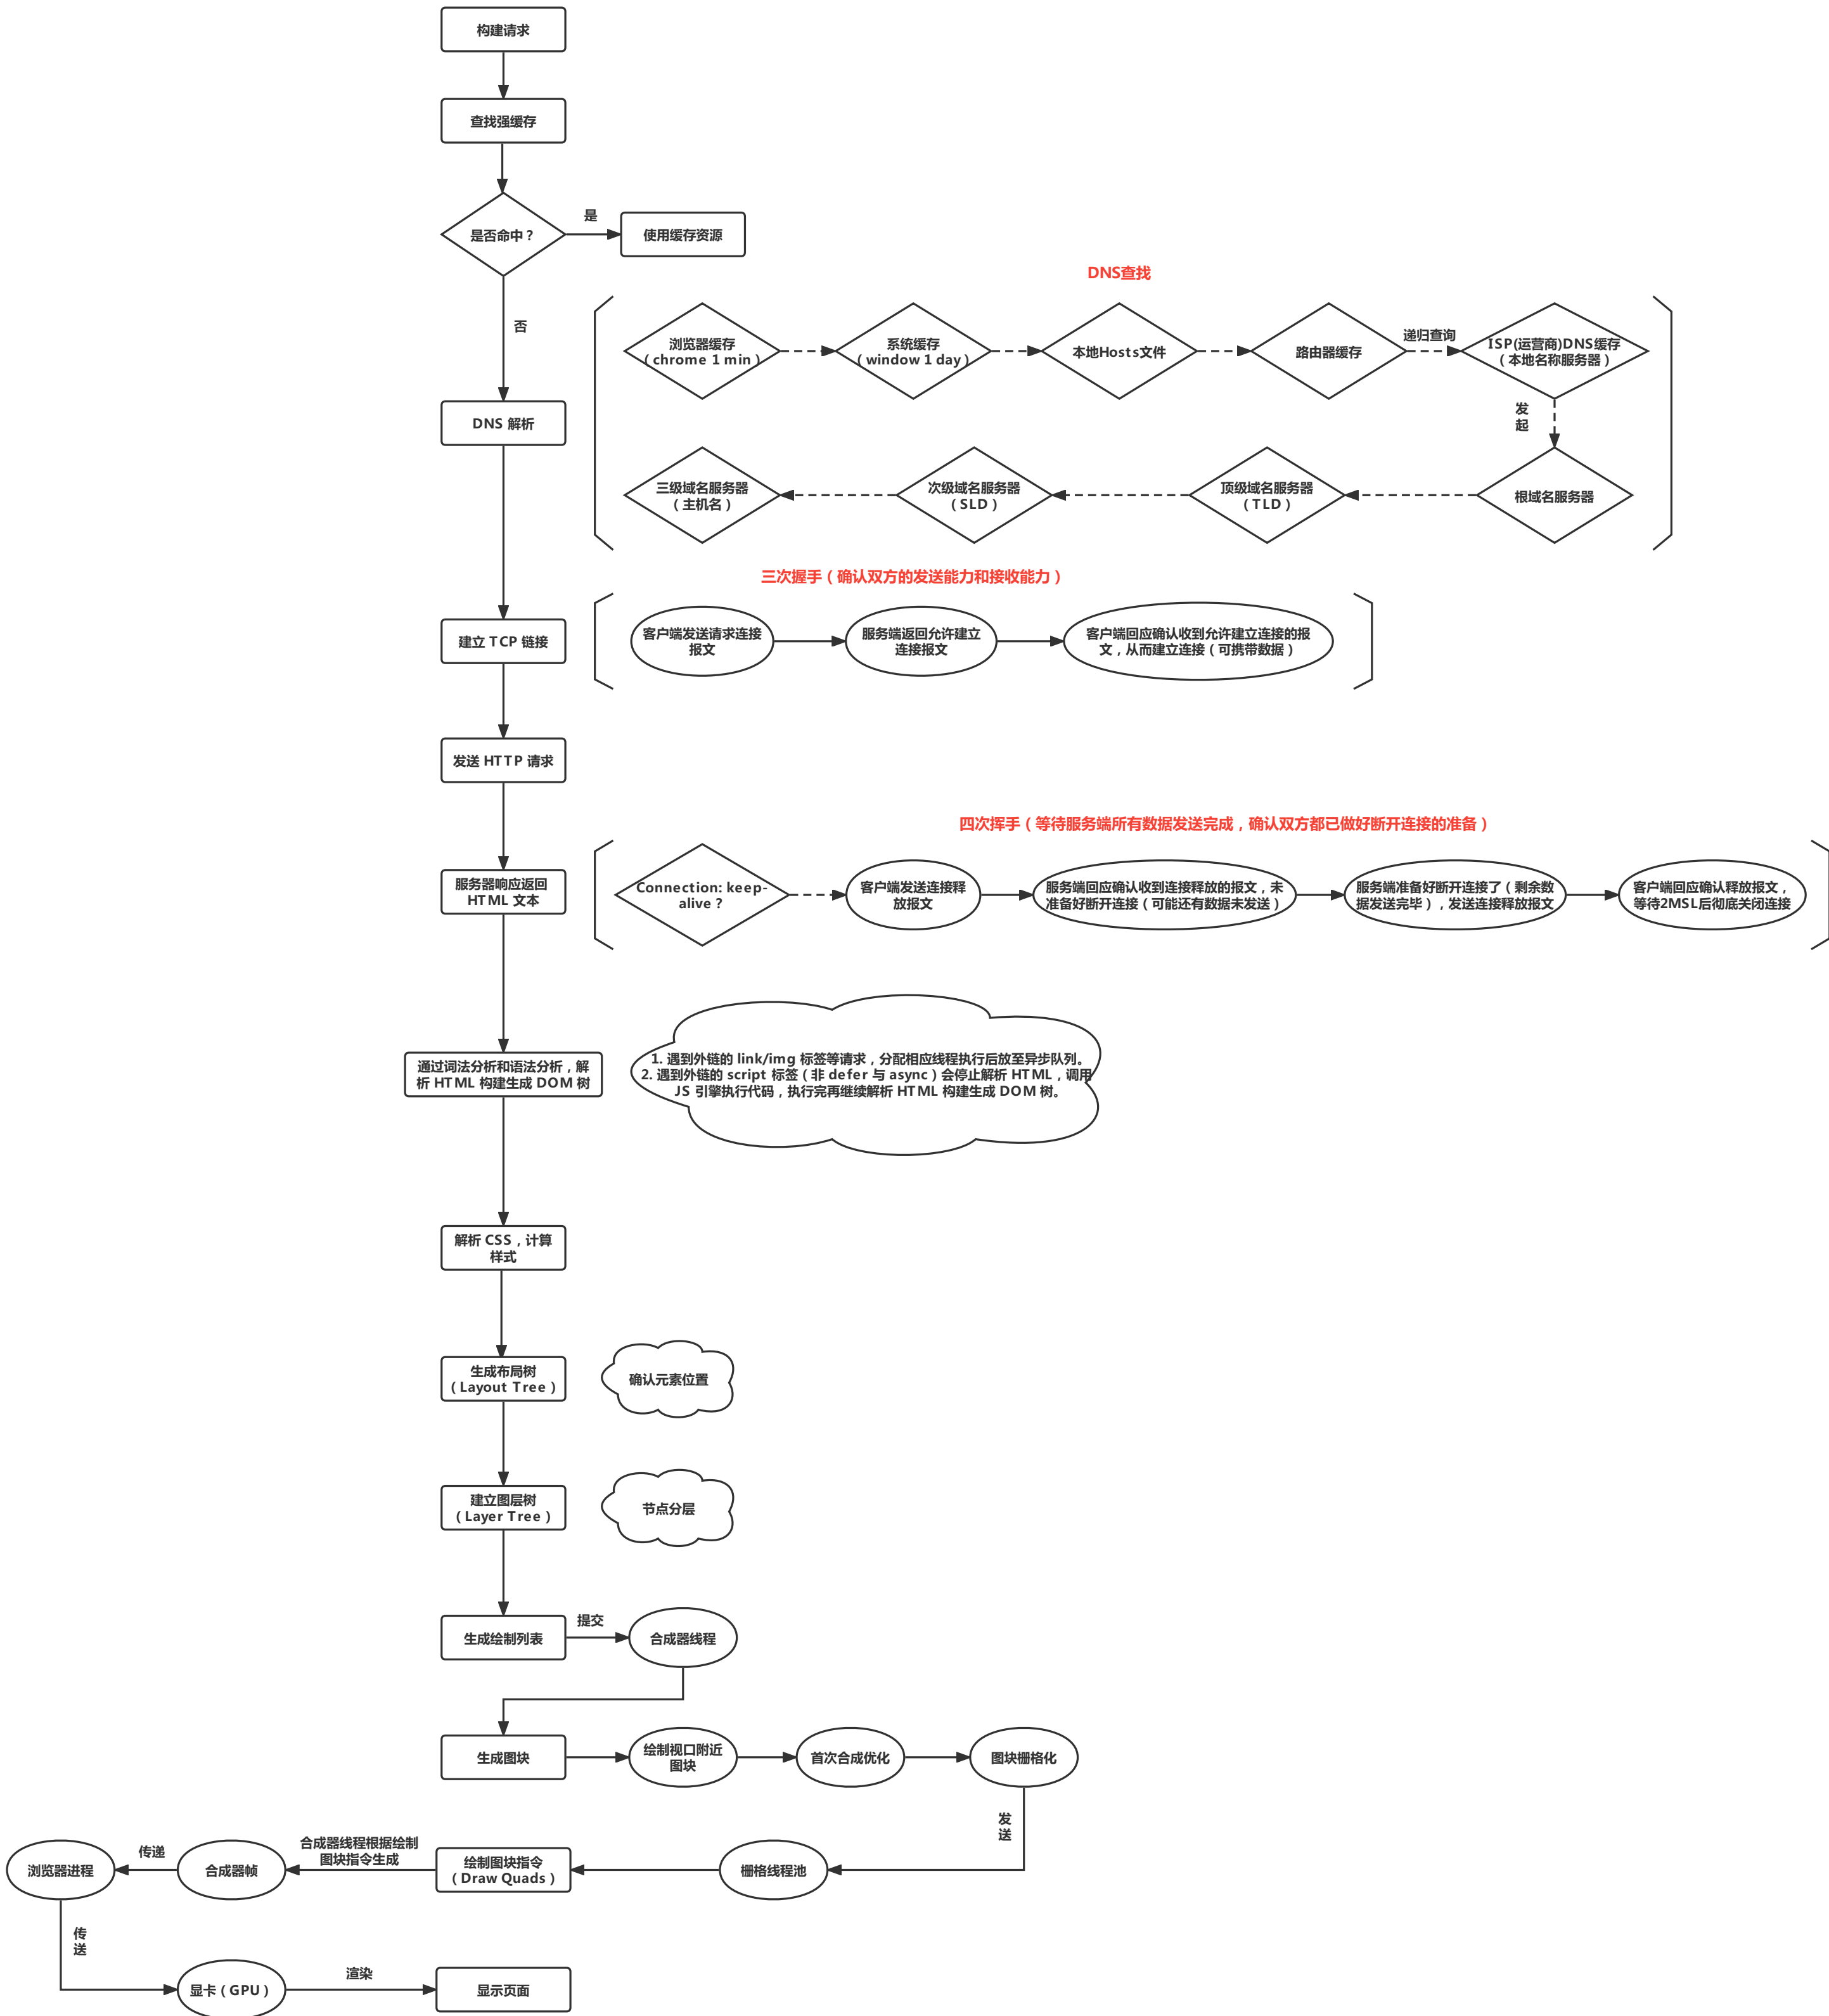 构建请求
查找强缓存
是否命中？
是
使用缓存资源
否
DNS查找
浏览器缓存
（chrome 1 min）
系统缓存
（window 1 day）
本地Hosts文件
路由器缓存
递归查询
ISP(运营商)DNS缓存
（本地名称服务器）
发
起
DNS 解析
三级域名服务器
（主机名）
次级域名服务器
（SLD）
顶级域名服务器
（TLD）
根域名服务器
三次握手（确认双方的发送能力和接收能力）
建立 TCP 链接
客户端发送请求连接
报文
服务端返回允许建立
连接报文
客户端回应确认收到允许建立连接的报
文，从而建立连接（可携带数据）
发送 HTTP 请求
四次挥手（等待服务端所有数据发送完成，确认双方都已做好断开连接的准备）
服务器响应返回
HTML 文本
Connection: keep-
alive？
客户端发送连接释
放报文
服务端回应确认收到连接释放的报文，未
准备好断开连接（可能还有数据未发送）
服务端准备好断开连接了（剩余数
据发送完毕），发送连接释放报文
客户端回应确认释放报文，
等待2MSL后彻底关闭连接
通过词法分析和语法分析，解
析 HTML 构建生成 DOM 树
1. 遇到外链的 link/img 标签等请求，分配相应线程执行后放至异步队列。
2. 遇到外链的 script 标签（非 defer 与 async）会停止解析 HTML，调用
JS 引擎执行代码，执行完再继续解析 HTML 构建生成 DOM 树。
解析 CSS，计算
样式
生成布局树
（Layout Tree）
确认元素位置
建立图层树
（Layer Tree）
节点分层
生成绘制列表
提交
合成器线程
生成图块
绘制视口附近
图块
首次合成优化
图块栅格化
发
送
浏览器进程
传递
合成器帧
合成器线程根据绘制
图块指令生成
绘制图块指令
（Draw Quads）
栅格线程池
传
送
显卡（GPU）
渲染
显示页面